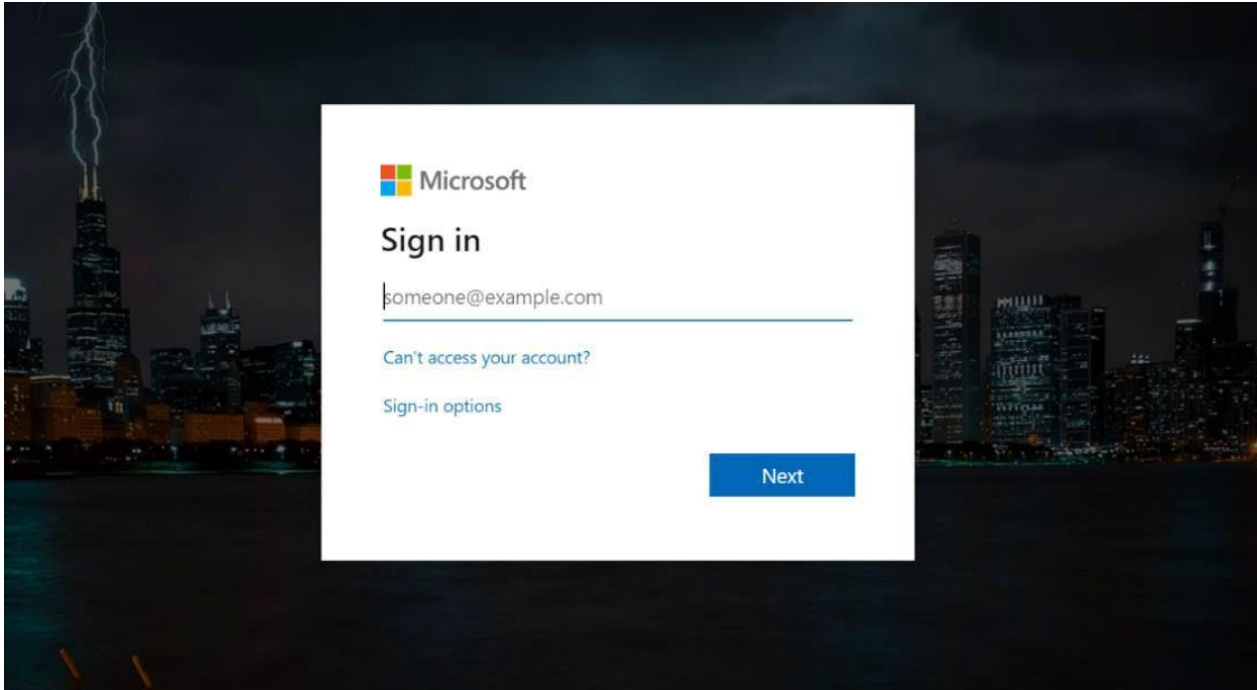 Microsoft
Sign in
someone@example.com
Can't access your account?
Sign-in options
Next